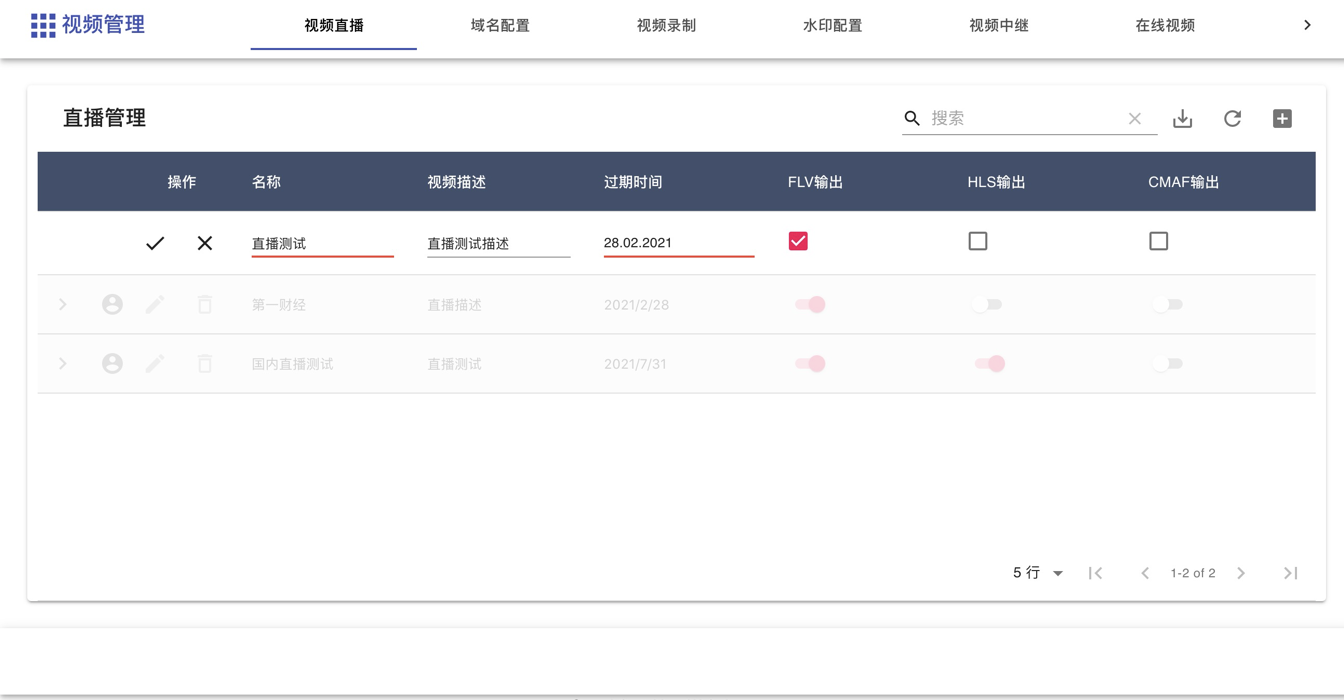 视频管理 视频直播 域名配置 视频录制 水印配置 视频中继 在线视频
直播管理 搜索
操作 名称 视频描述 过期时间 FLV输出 HLS输出 CMAF输出
直播测试 直播测试描述 28.02.2021
第一财经 直播描述 2021/2/28
国内直播测试 直播测试 2021/7/31
5 行 1-2 of 2